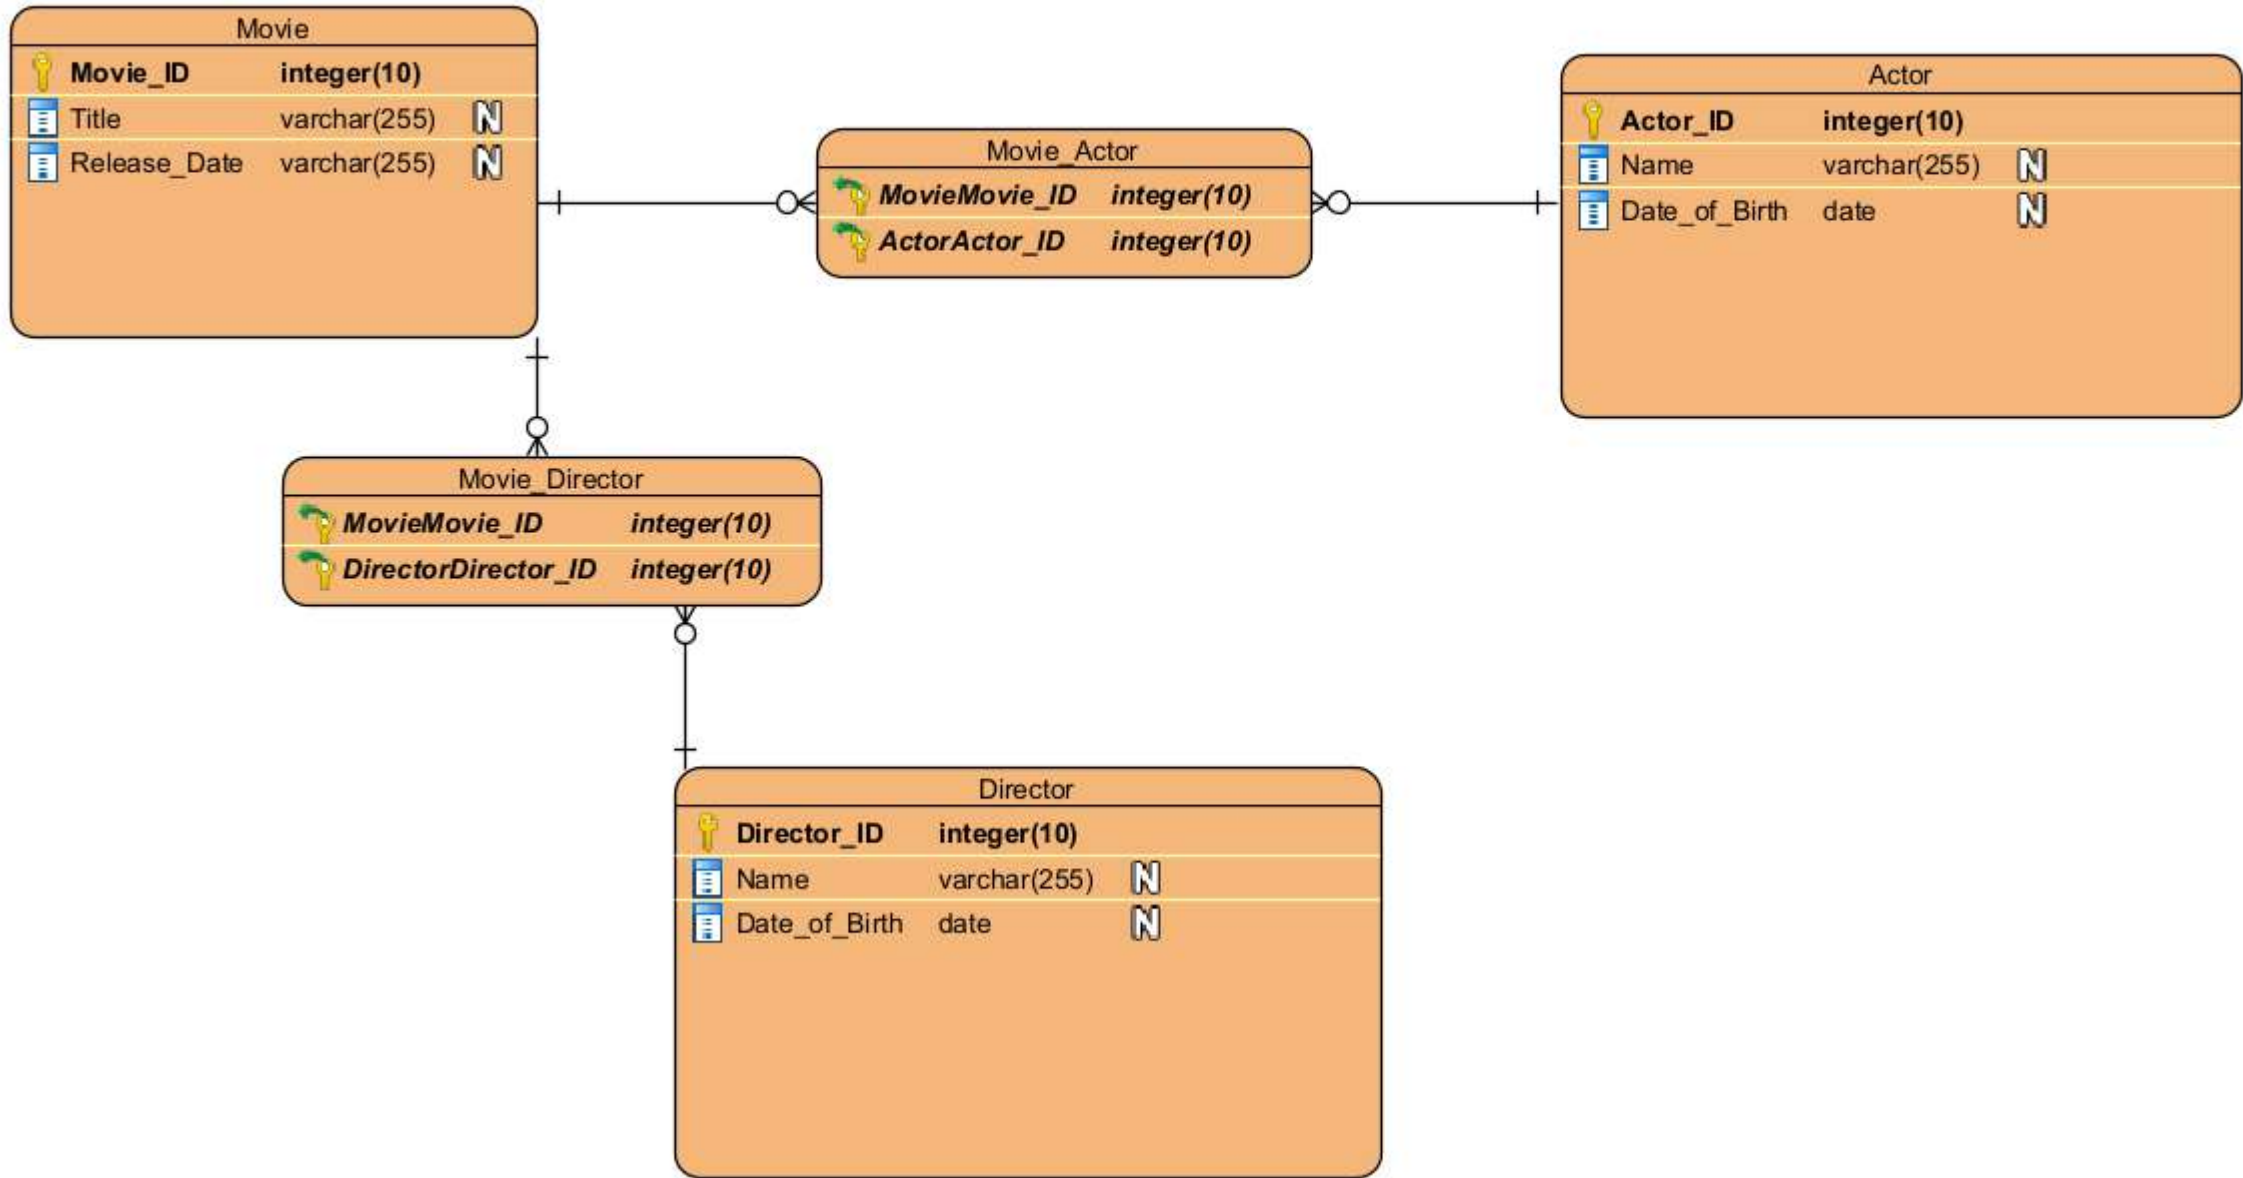 Movie
Movie_ID integer(10)
Title varchar(255) N
Release_Date varchar(255) N
Movie_Actor
MovieMovie_ID integer(10)
ActorActor_ID integer(10)
Actor
Actor_ID integer(10)
Name varchar(255) N
Date_of_Birth date N
Movie_Director
MovieMovie_ID integer(10)
DirectorDirector_ID integer(10)
Director
Director_ID integer(10)
Name varchar(255) N
Date_of_Birth date N